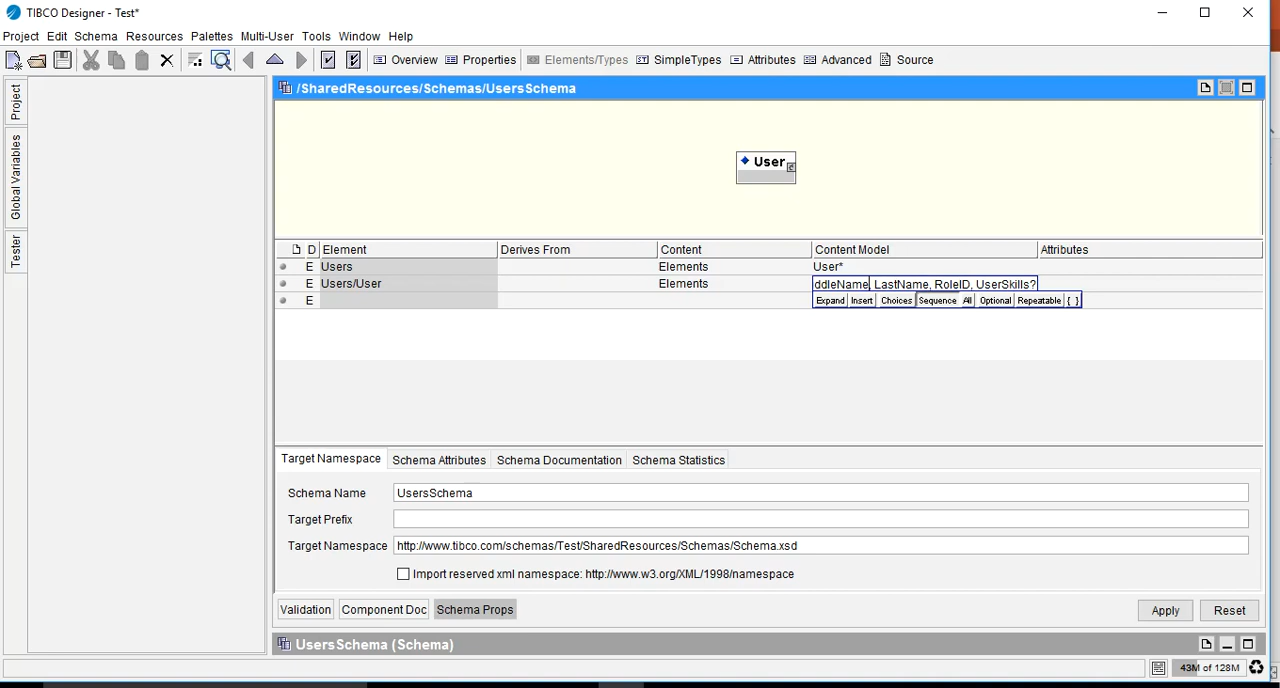 TIBCO Designer - Test*
Project Edit Schema Resources Palettes Multi-User Tools Window Help
Overview Properties Elements/Types SimpleTypes Attributes Advanced Source
/SharedResources/Schemas/UsersSchema
Project
Global Variables
Tester
User
D Element Derives From Content Content Model Attributes
E Users Elements User*
E Users/User Elements ddleName, LastName, RoleID, UserSkills?
E Expand Insert Choices Sequence All Optional Repeatable { }
Target Namespace Schema Attributes Schema Documentation Schema Statistics
Schema Name UsersSchema
Target Prefix
Target Namespace http://www.tibco.com/schemas/Test/SharedResources/Schemas/Schema.xsd
Import reserved xml namespace: http://www.w3.org/XML/1998/namespace
Validation Component Doc Schema Props Apply Reset
UsersSchema (Schema)
43M of 128M